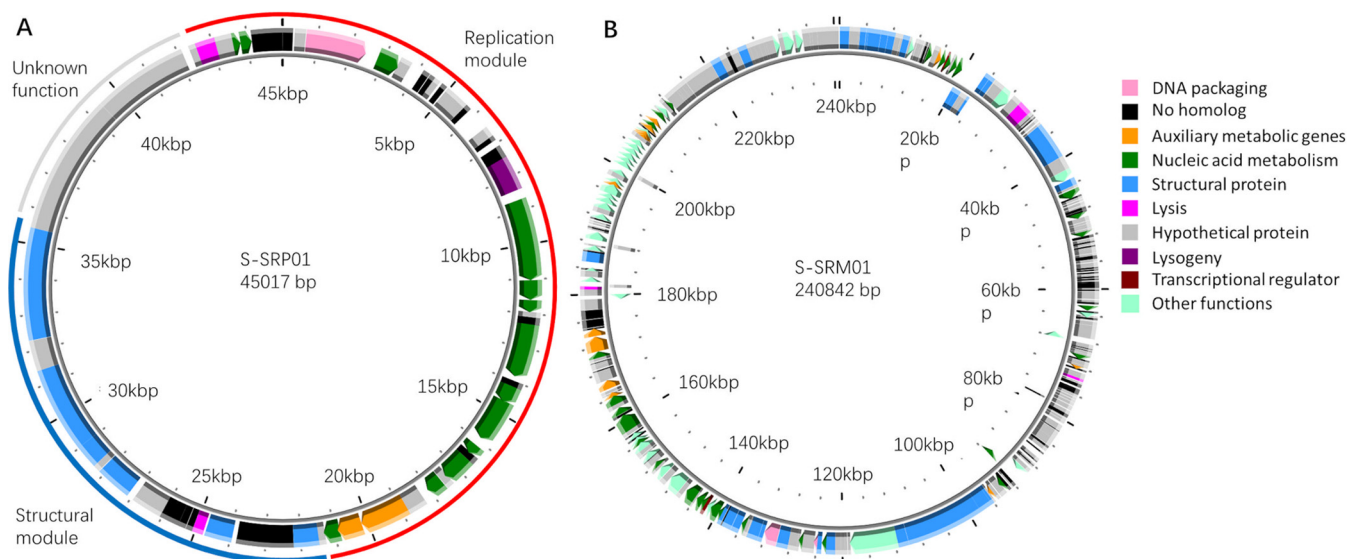 A
Unknown
function
Replication
module
45kbp
5kbp
40kbp
10kbp
35kbp
S-SRP01
45017 bp
15kbp
30kbp
20kbp
25kbp
Structural
module
B
240kbp
20kb
p
220kbp
40kb
p
200kbp
S-SRM01
240842 bp
60kb
p
180kbp
80kb
p
160kbp
100kbp
140kbp
120kbp
DNA packaging
No homolog
Auxiliary metabolic genes
Nucleic acid metabolism
Structural protein
Lysis
Hypothetical protein
Lysogeny
Transcriptional regulator
Other functions